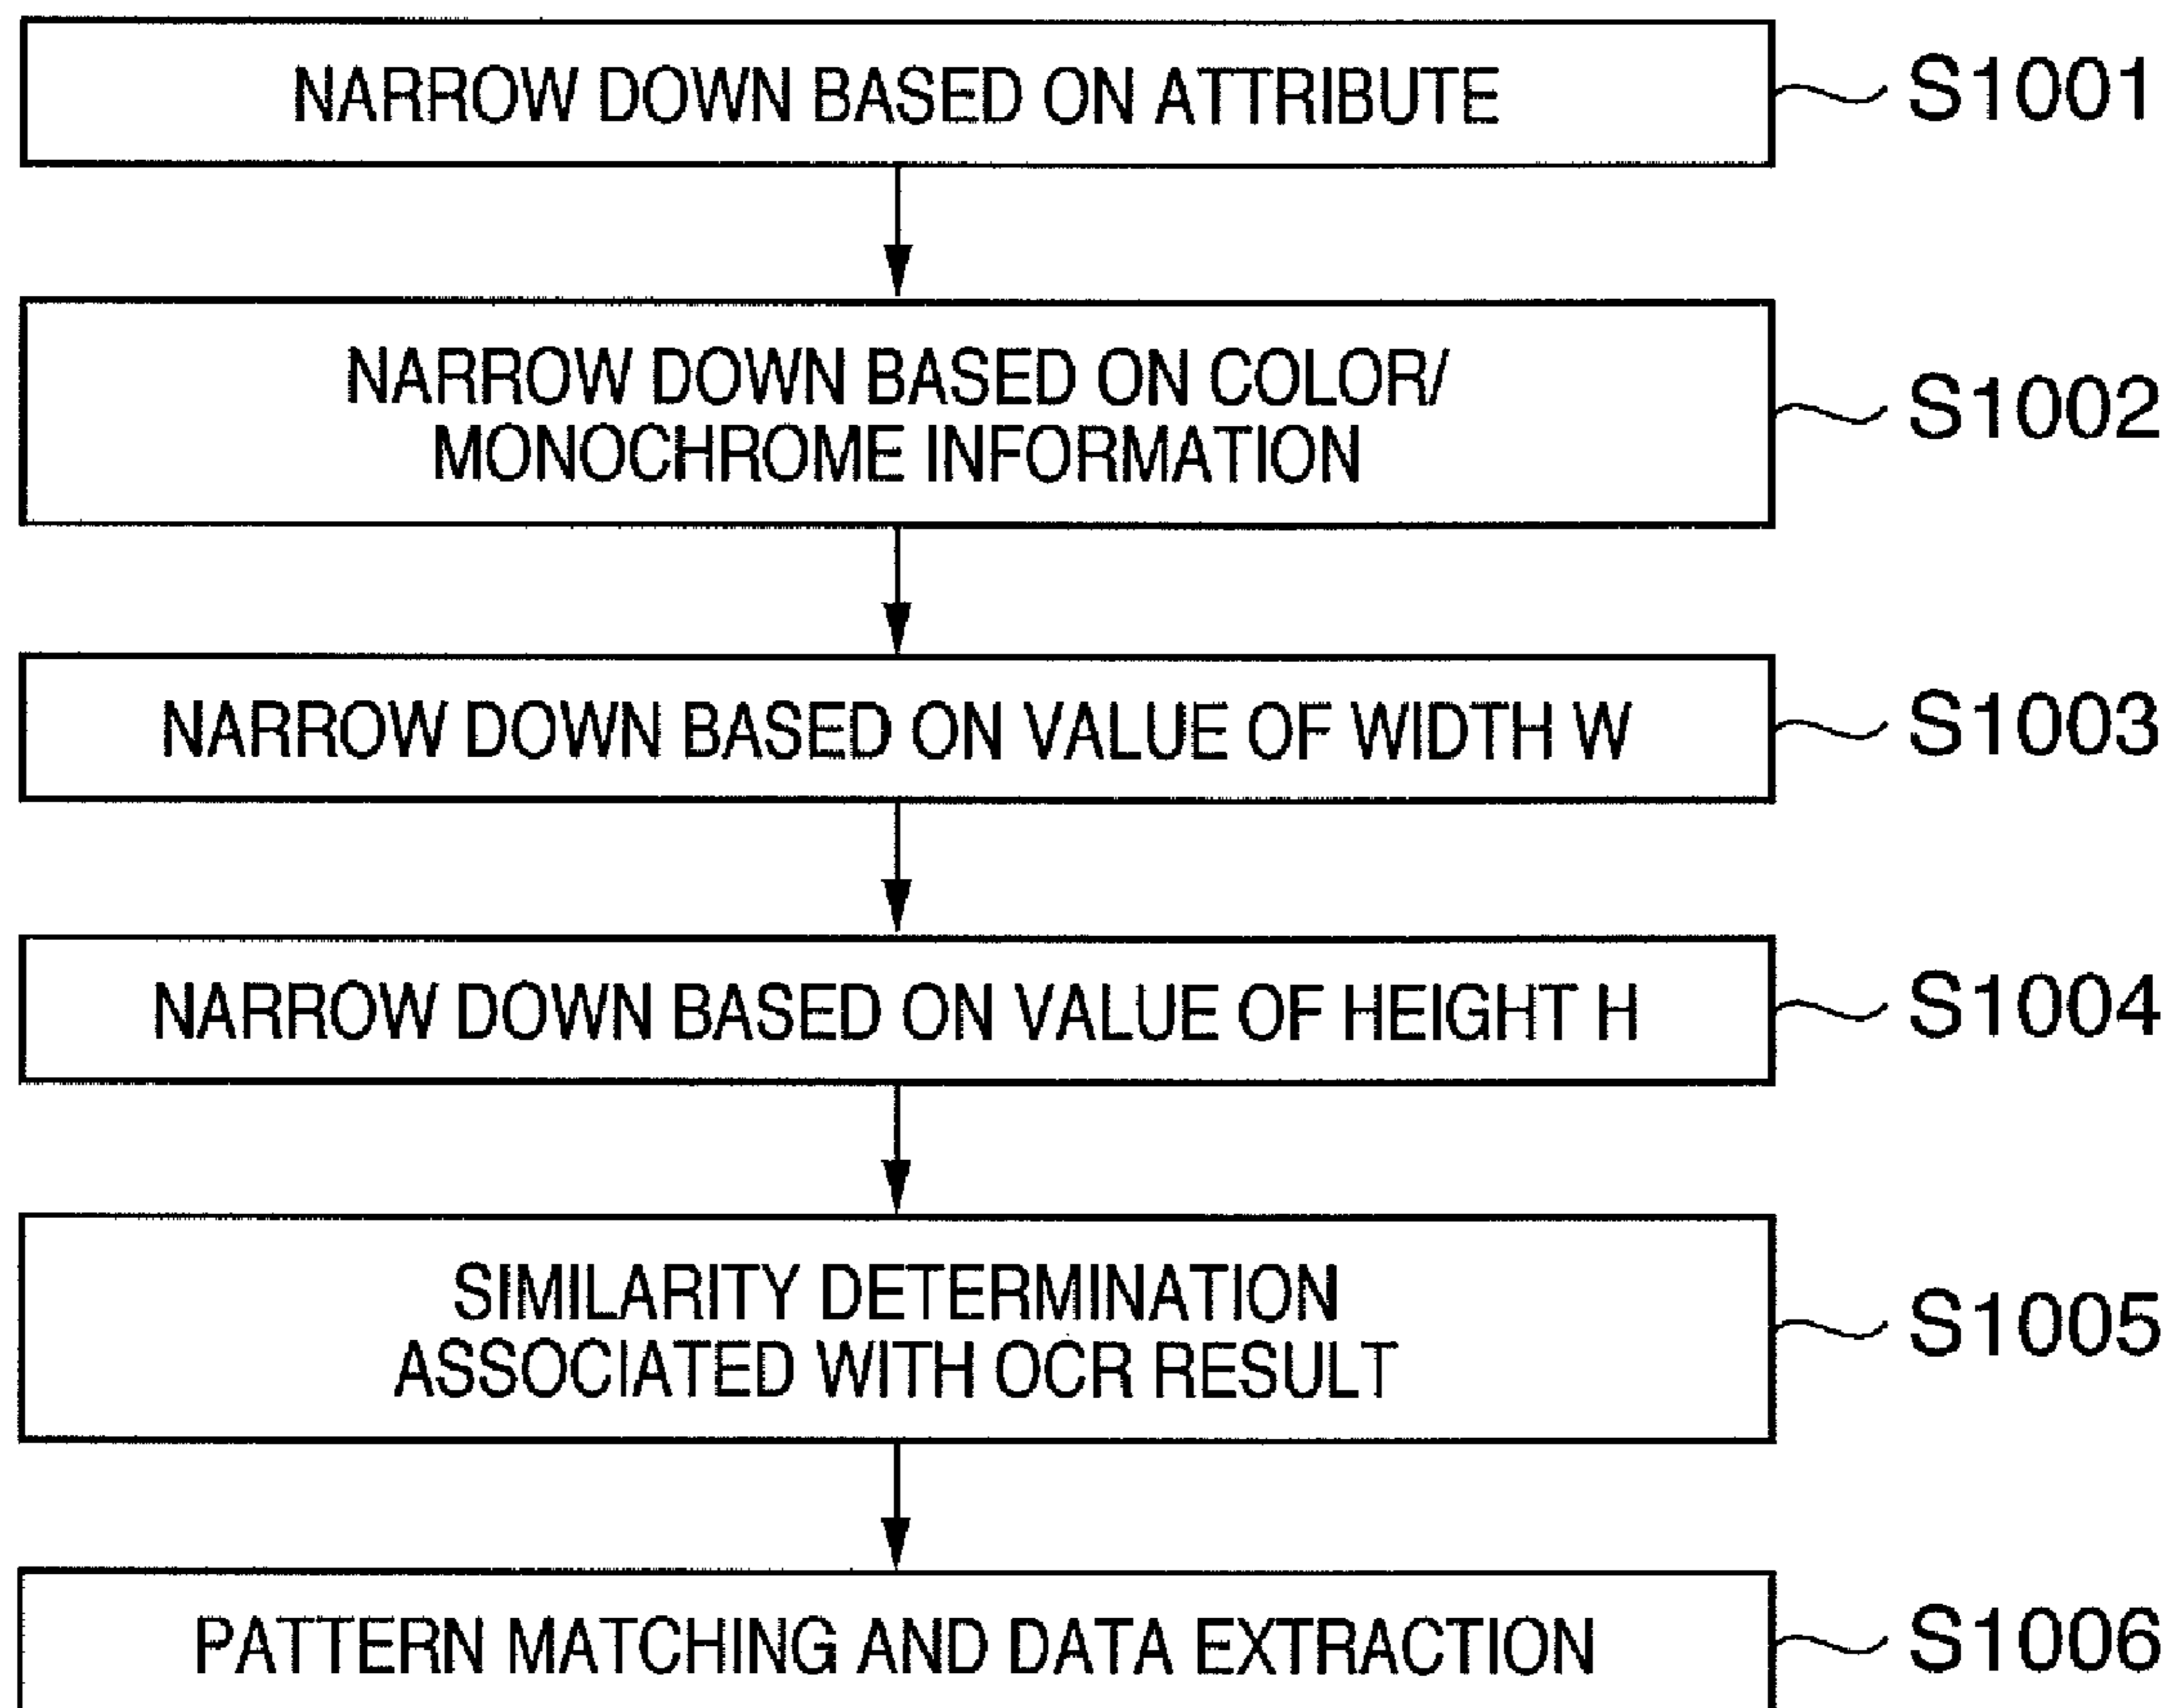 NARROW DOWN BASED ON ATTRIBUTE
S1001
NARROW DOWN BASED ON COLOR/
MONOCHROME INFORMATION
S1002
NARROW DOWN BASED ON VALUE OF WIDTH W
S1003
NARROW DOWN BASED ON VALUE OF HEIGHT H
S1004
SIMILARITY DETERMINATION
ASSOCIATED WITH OCR RESULT
S1005
PATTERN MATCHING AND DATA EXTRACTION
S1006